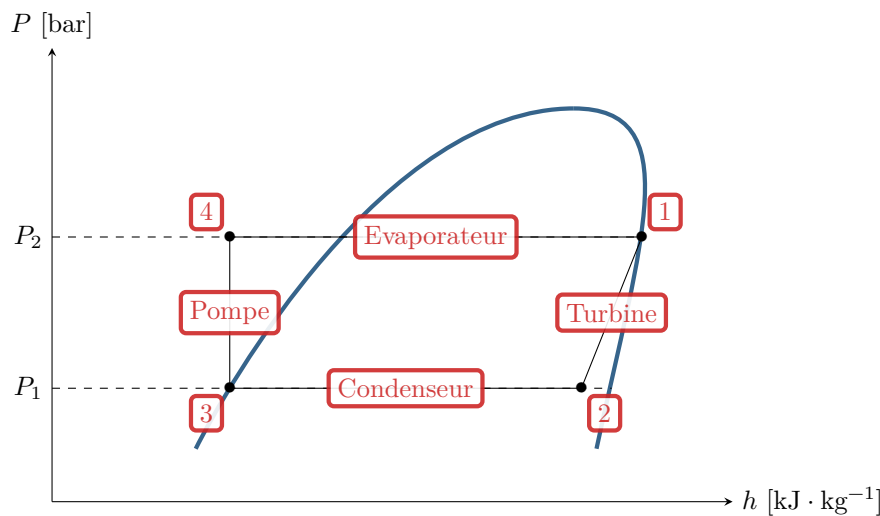 P [bar]
4
1
P₂
Evaporateur
Pompe
Turbine
P₁
Condenseur
3
2
h [kJ · kg⁻¹]